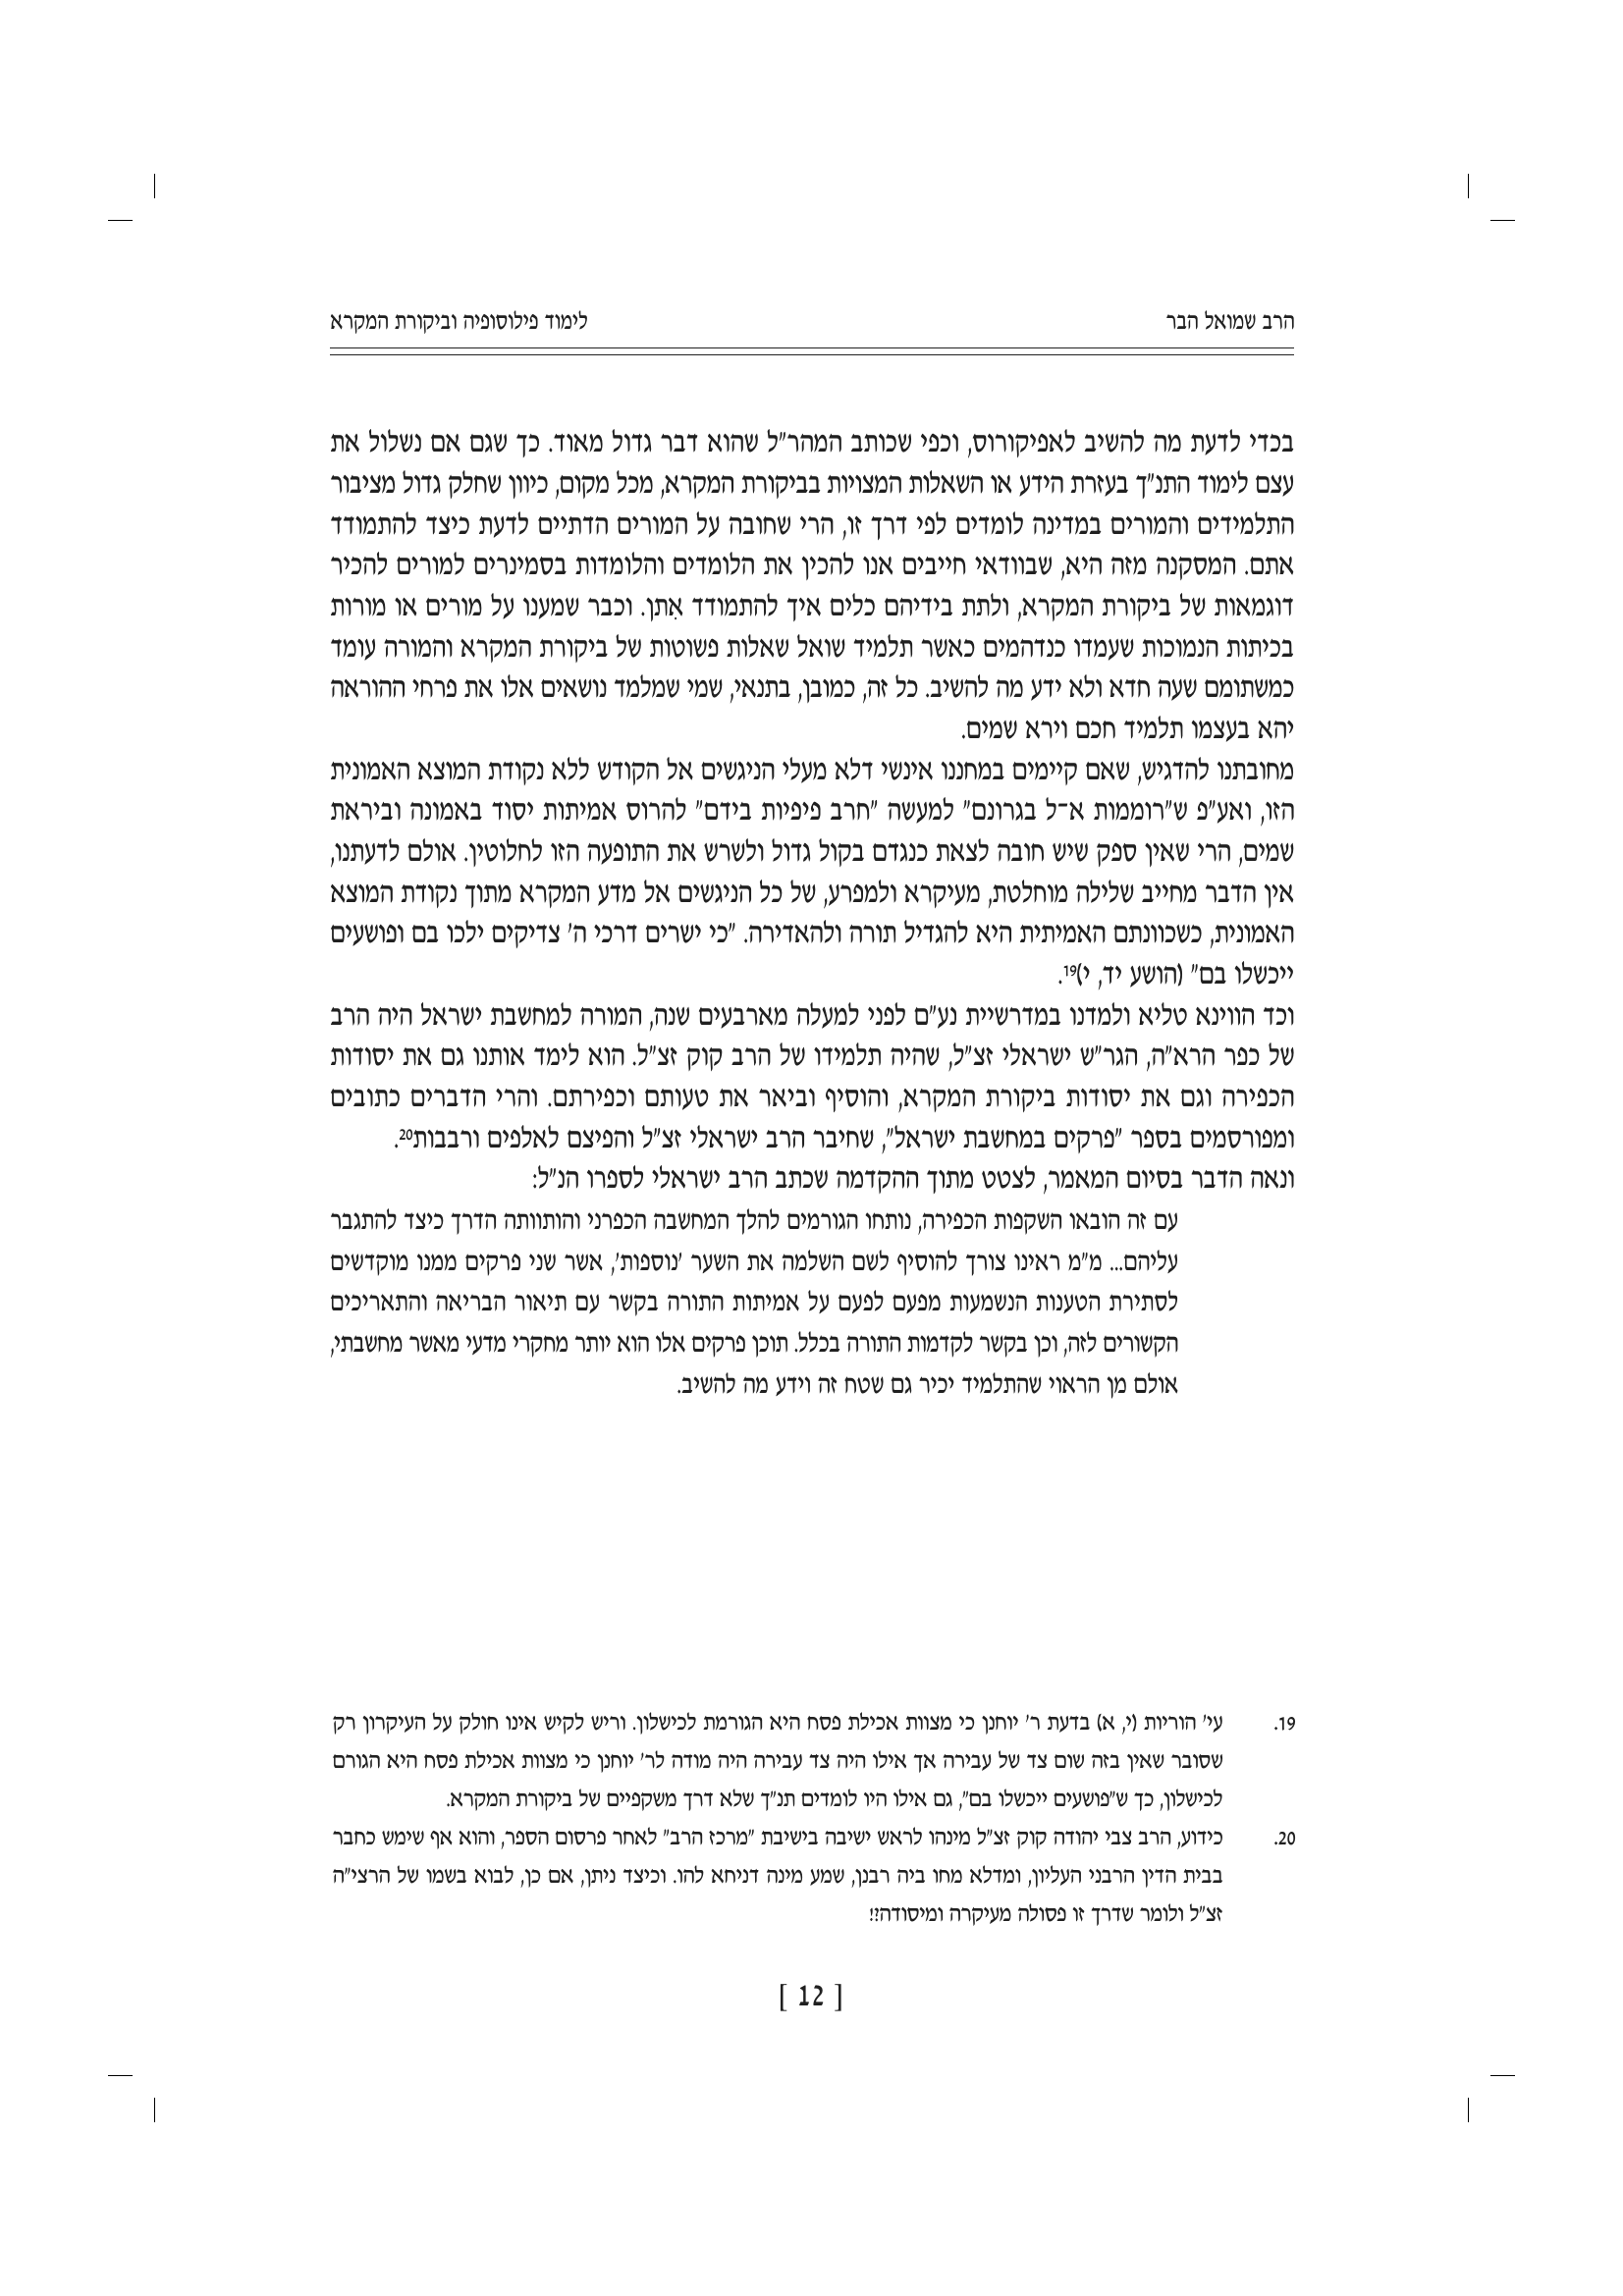 הרב שמואל הבר
לימוד פילוסופיה וביקורת המקרא
בכדי לדעת מה להשיב לאפיקורוס, וכפי שכותב המהר"ל שהוא דבר גדול מאוד. כך שגם אם נשלול את
עצם לימוד התנ"ך בעזרת הידע או השאלות המצויות בביקורת המקרא, מכל מקום, כיוון שחלק גדול מציבור
התלמידים והמורים במדינה לומדים לפי דרך זו, הרי שחובה על המורים הדתיים לדעת כיצד להתמודד
אתם. המסקנה מזה היא, שבוודאי חייבים אנו להכין את הלומדים והלומדות בסמינרים למורים להכיר
דוגמאות של ביקורת המקרא, ולתת בידיהם כלים איך להתמודד אִתן. וכבר שמענו על מורים או מורות
בכיתות הנמוכות שעמדו כנדהמים כאשר תלמיד שואל שאלות פשוטות של ביקורת המקרא והמורה עומד
כמשתומם שעה חדא ולא ידע מה להשיב. כל זה, כמובן, בתנאי, שמי שמלמד נושאים אלו את פרחי ההוראה
יהא בעצמו תלמיד חכם וירא שמים.
מחובתנו להדגיש, שאם קיימים במחננו אינשי דלא מעלי הניגשים אל הקודש ללא נקודת המוצא האמונית
הזו, ואע"פ ש"רוממות א־ל בגרונם" למעשה "חרב פיפיות בידם" להרוס אמיתות יסוד באמונה וביראת
שמים, הרי שאין ספק שיש חובה לצאת כנגדם בקול גדול ולשרש את התופעה הזו לחלוטין. אולם לדעתנו,
אין הדבר מחייב שלילה מוחלטת, מעיקרא ולמפרע, של כל הניגשים אל מדע המקרא מתוך נקודת המוצא
האמונית, כשכוונתם האמיתית היא להגדיל תורה ולהאדירה. "כי ישרים דרכי ה' צדיקים ילכו בם ופושעים
ייכשלו בם" (הושע יד, י)19.
וכד הווינא טליא ולמדנו במדרשיית נע"ם לפני למעלה מארבעים שנה, המורה למחשבת ישראל היה הרב
של כפר הרא"ה, הגר"ש ישראלי זצ"ל, שהיה תלמידו של הרב קוק זצ"ל. הוא לימד אותנו גם את יסודות
הכפירה וגם את יסודות ביקורת המקרא, והוסיף וביאר את טעותם וכפירתם. והרי הדברים כתובים
ומפורסמים בספר "פרקים במחשבת ישראל", שחיבר הרב ישראלי זצ"ל והפיצם לאלפים ורבבות20.
ונאה הדבר בסיום המאמר, לצטט מתוך ההקדמה שכתב הרב ישראלי לספרו הנ"ל:
עם זה הובאו השקפות הכפירה, נותחו הגורמים להלך המחשבה הכפרני והותוותה הדרך כיצד להתגבר
עליהם... מ"מ ראינו צורך להוסיף לשם השלמה את השער 'נוספות', אשר שני פרקים ממנו מוקדשים
לסתירת הטענות הנשמעות מפעם לפעם על אמיתות התורה בקשר עם תיאור הבריאה והתאריכים
הקשורים לזה, וכן בקשר לקדמות התורה בכלל. תוכן פרקים אלו הוא יותר מחקרי מדעי מאשר מחשבתי,
אולם מן הראוי שהתלמיד יכיר גם שטח זה וידע מה להשיב.
19. עי' הוריות (י, א) בדעת ר' יוחנן כי מצוות אכילת פסח היא הגורמת לכישלון. וריש לקיש אינו חולק על העיקרון רק
שסובר שאין בזה שום צד של עבירה אך אילו היה צד עבירה היה מודה לר' יוחנן כי מצוות אכילת פסח היא הגורם
לכישלון, כך ש"פושעים ייכשלו בם", גם אילו היו לומדים תנ"ך שלא דרך משקפיים של ביקורת המקרא.
20. כידוע, הרב צבי יהודה קוק זצ"ל מינהו לראש ישיבה בישיבת "מרכז הרב" לאחר פרסום הספר, והוא אף שימש כחבר
בבית הדין הרבני העליון, ומדלא מחו ביה רבנן, שמע מינה דניחא להו. וכיצד ניתן, אם כן, לבוא בשמו של הרצי"ה
זצ"ל ולומר שדרך זו פסולה מעיקרה ומיסודה?!
[ 12 ]